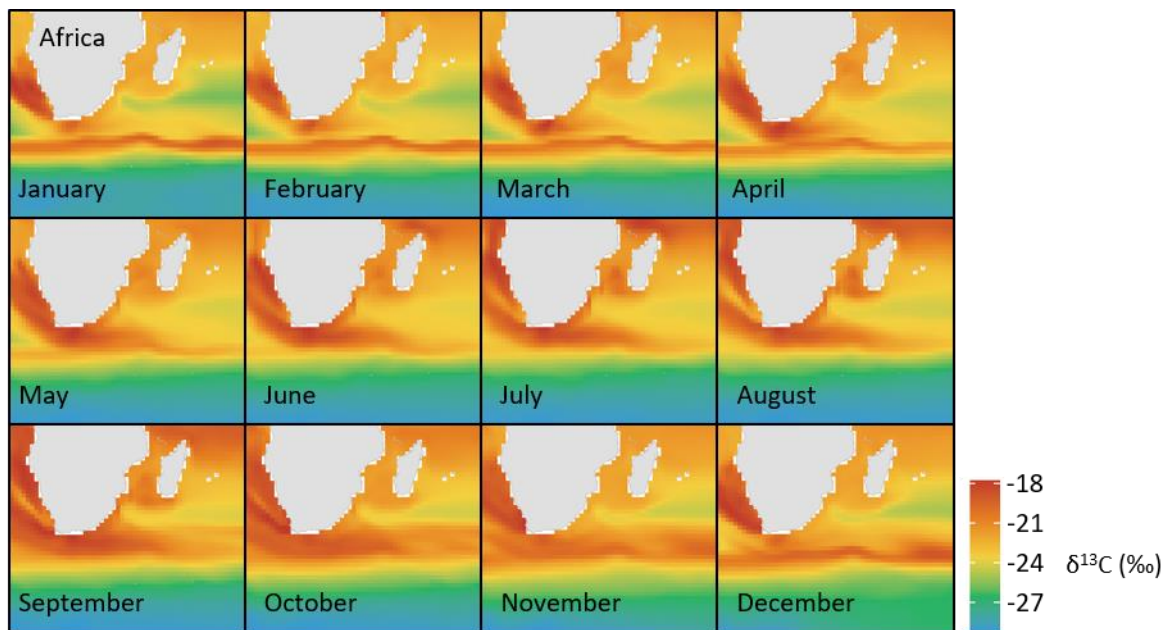 Africa
January
February
March
April
May
June
July
August
September
October
November
December
-18
-21
-24
-27
δ¹³C (‰)